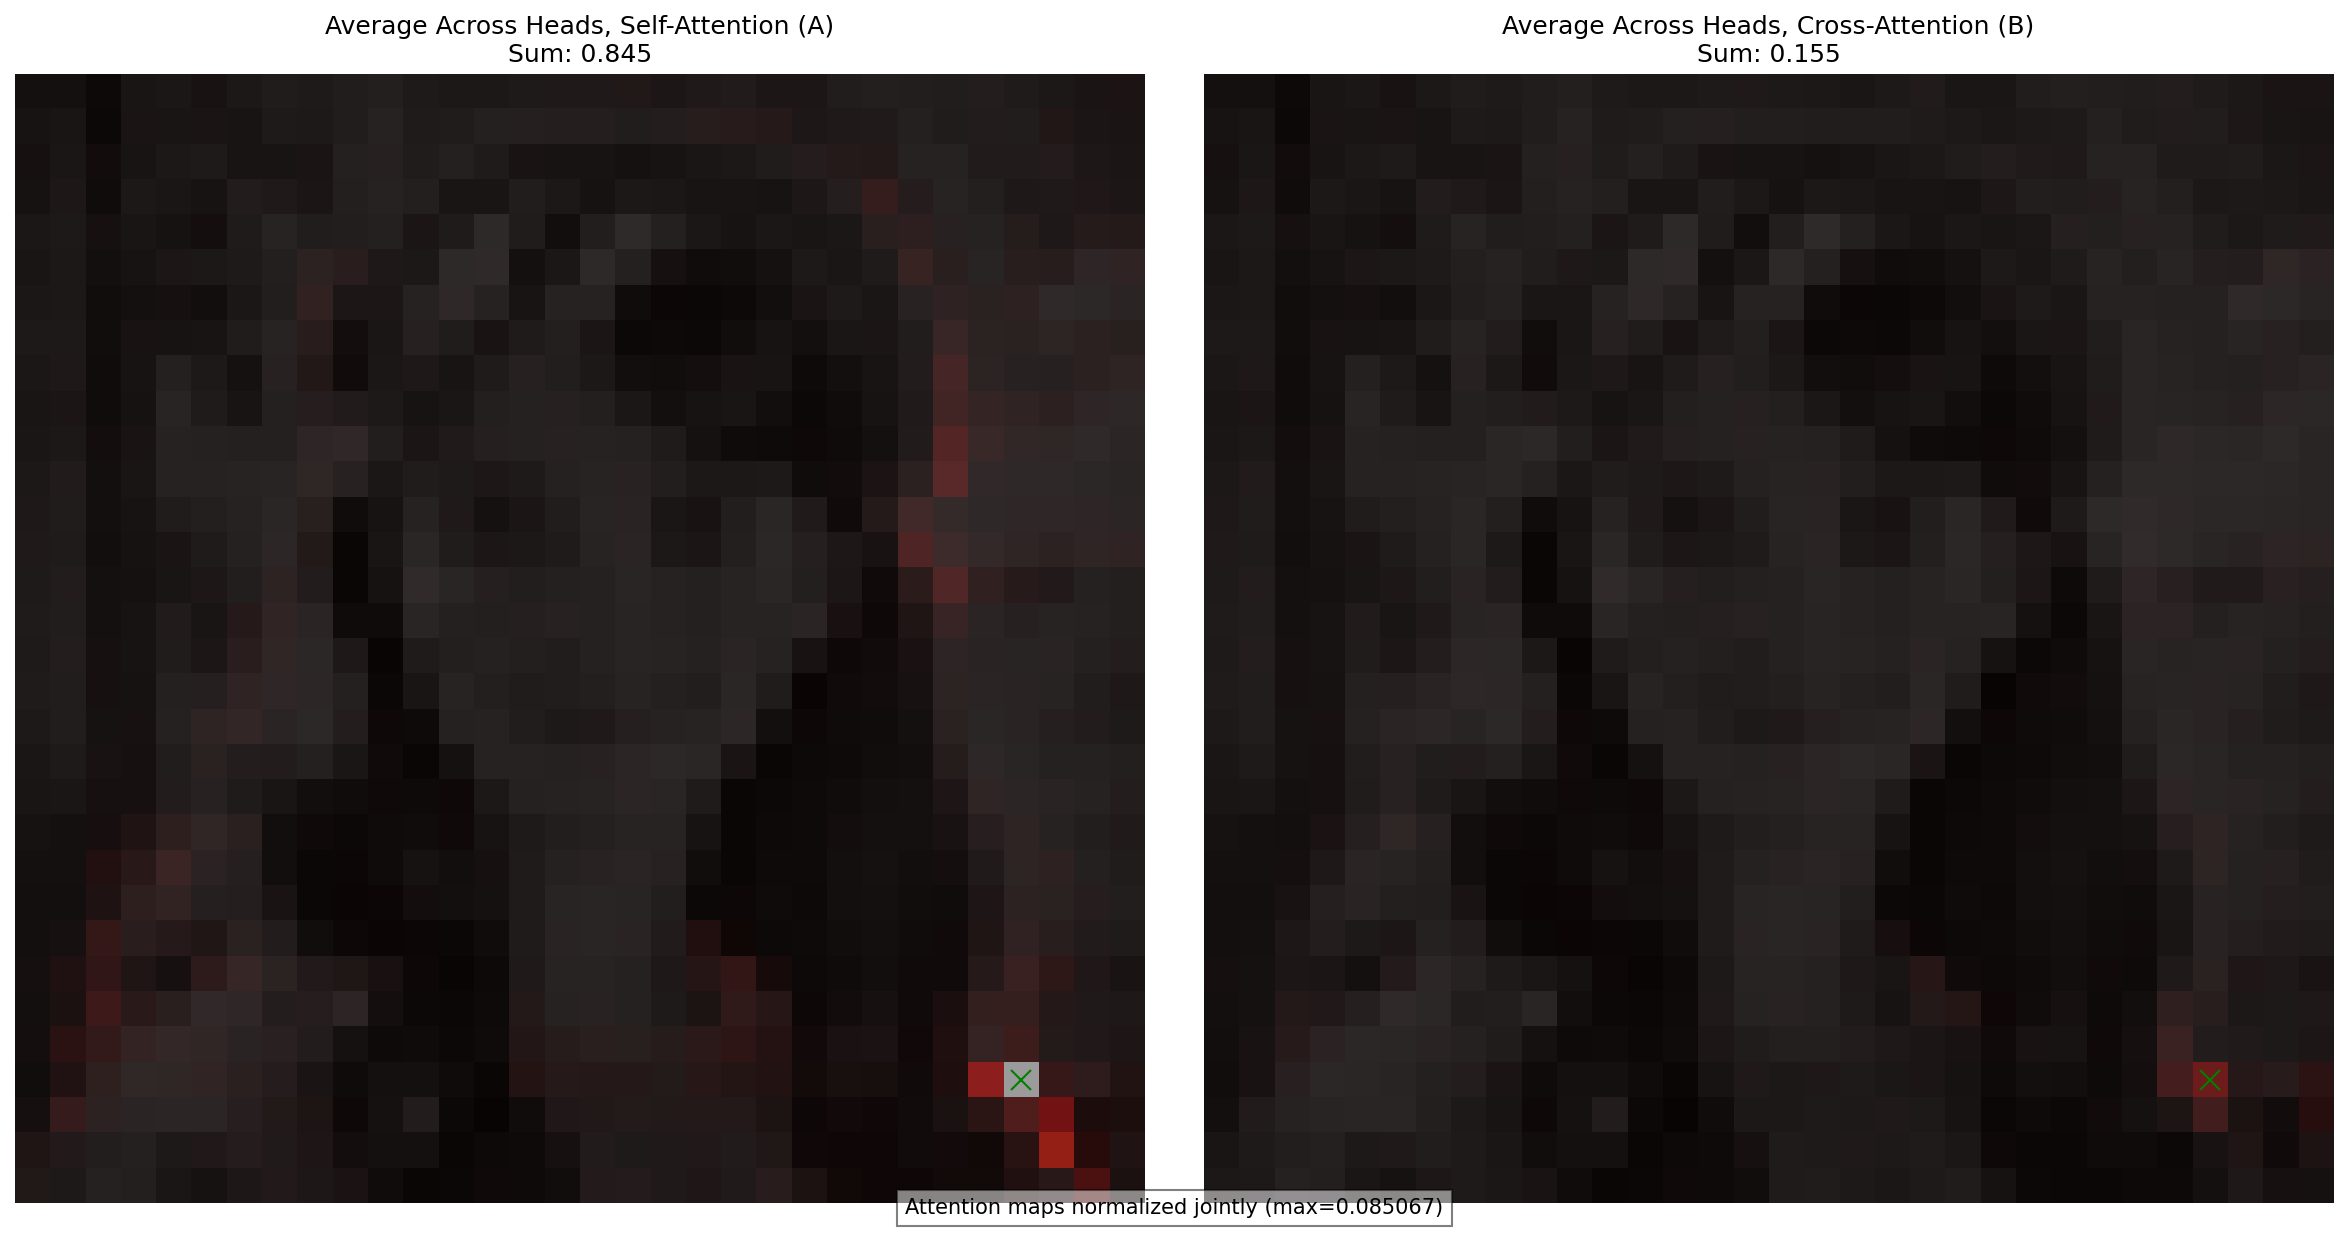 Average Across Heads, Self-Attention (A)
Sum: 0.845
Average Across Heads, Cross-Attention (B)
Sum: 0.155
Attention maps normalized jointly (max=0.085067)